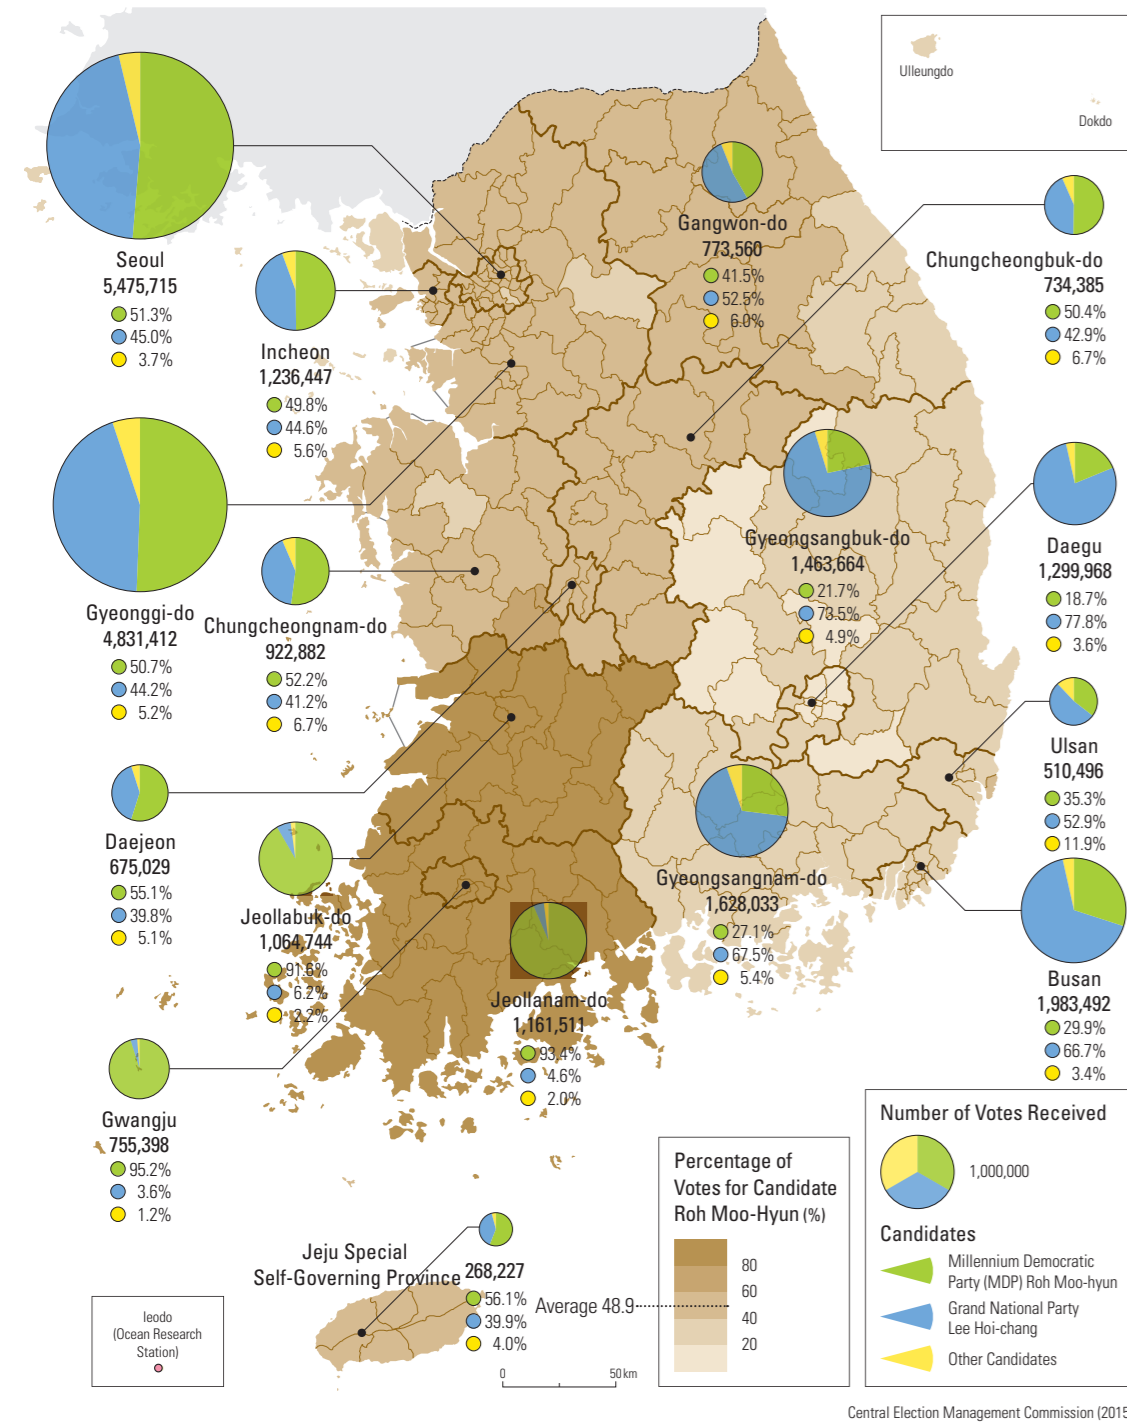 Ulleungdo
Dokdo
Seoul
5,475,715
51.3%
45.0%
3.7%
Incheon
1,236,447
49.8%
44.6%
5.6%
Gangwon-do
773,560
41.5%
52.5%
6.0%
Chungcheongbuk-do
734,385
50.4%
42.9%
6.7%
Gyeonggi-do
4,831,412
50.7%
44.2%
5.2%
Chungcheongnam-do
922,882
52.2%
41.2%
6.7%
Gyeongsangbuk-do
1,463,664
21.7%
73.5%
4.9%
Daegu
1,299,968
18.7%
77.8%
3.6%
Ulsan
510,496
35.3%
52.9%
11.9%
Daejeon
675,029
55.1%
39.8%
5.1%
Jeollabuk-do
1,064,744
91.6%
6.2%
2.2%
Jeollanam-do
1,161,511
93.4%
4.6%
2.0%
Gyeongsangnam-do
1,628,033
27.1%
67.5%
5.4%
Busan
1,983,492
29.9%
66.7%
3.4%
Gwangju
755,398
95.2%
3.6%
1.2%
Jeju Special
Self-Governing Province
268,227
56.1%
39.9%
4.0%
Ieodo
(Ocean Research
Station)
0 50 km
Percentage of
Votes for Candidate
Roh Moo-Hyun (%)
80
60
40
20
Average 48.9
Number of Votes Received
1,000,000
Candidates
Millennium Democratic
Party (MDP) Roh Moo-hyun
Grand National Party
Lee Hoi-chang
Other Candidates
Central Election Management Commission (2015